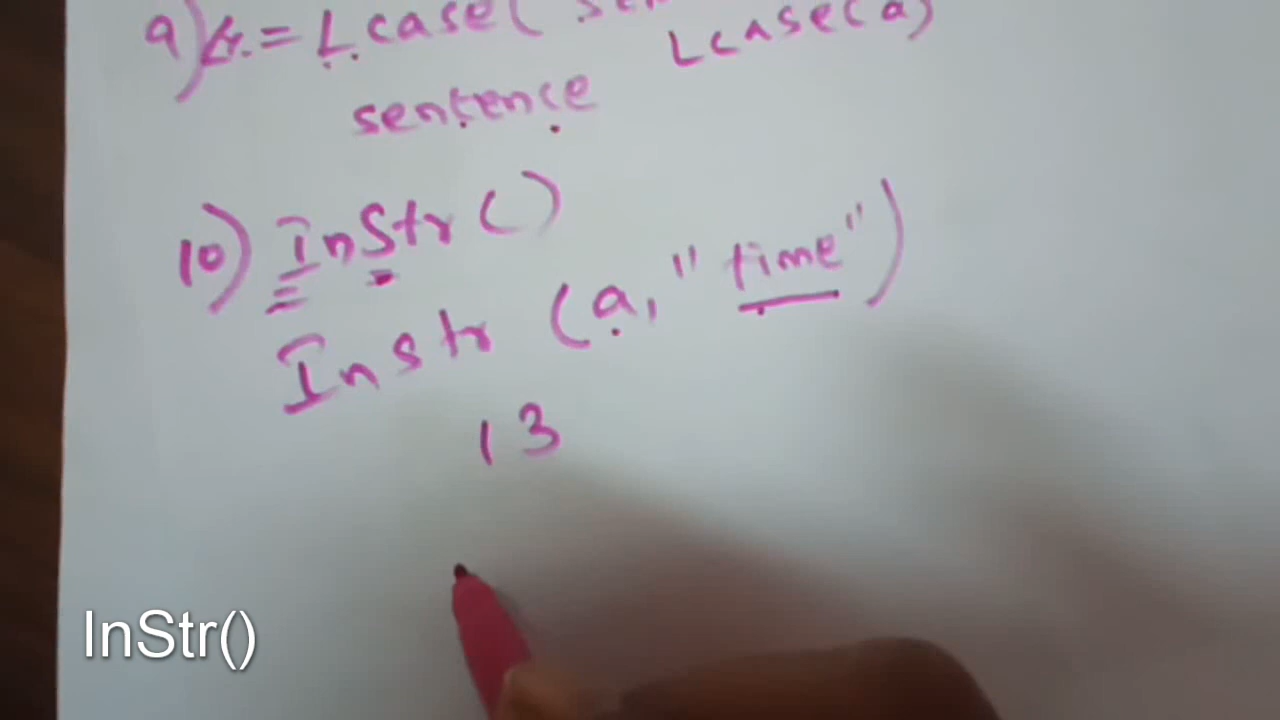 9) = Lcase(
Lcase(a)
sentence
10) InStr()
Instr (a, "time")
13
InStr()